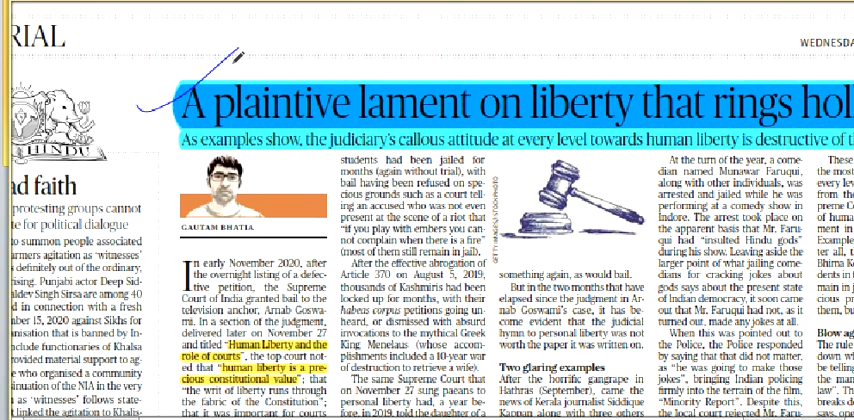 RIAL
WEDNESDA
A plaintive lament on liberty that rings holl
As examples show, the judiciary's callous attitude at every level towards human liberty is destructive of t
HINDU
ad faith
protesting groups cannot
te for political dialogue
o summon people associated
armers agitation as 'witnesses'
definitely out of the ordinary,
rising. Punjabi actor Deep Sid-
aldev Singh Sirsa are among 40
d in connection with a fresh
mber 15, 2020 against Sikhs for
anisation that is banned by In-
include functionaries of Khalsa
rovided material support to ag-
e who organised a community
inuation of the NIA in the very
as 'witnesses' follows state-
linked the agitation to Khalis-
GAUTAM BHATIA
In early November 2020, after
the overnight listing of a defec-
tive petition, the Supreme
Court of India granted bail to the
television anchor, Arnab Goswa-
mi. In a section of the judgment,
delivered later on November 27
and titled "Human Liberty and the
role of courts", the top court not-
ed that "human liberty is a pre-
cious constitutional value"; that
"the writ of liberty runs through
the fabric of the Constitution";
that it was important for courts
students had been jailed for
months (again without trial), with
bail having been refused on spe-
cious grounds such as a court tell-
ing an accused who was not even
present at the scene of a riot that
"if you play with embers you can-
not complain when there is a fire"
(most of them still remain in jail).
After the effective abrogation of
Article 370 on August 5, 2019,
thousands of Kashmiris had been
locked up for months, with their
habeas corpus petitions going un-
heard, or dismissed with absurd
invocations to the mythical Greek
King Menelaus (whose accom-
plishments included a 10-war
of destruction to retrieve a wife).
The same Supreme Court that
on November 27 sung paeans to
personal liberty had, a year be-
fore, in 2019, told the daughter of a
GETTY IMAGES/ISTOCKPHOTO
something again, as would bail.
But in the two months that have
elapsed since the judgment in Ar-
nab Goswami's case, it has be-
come evident that the judicial
hymn to personal liberty was not
worth the paper it was written on.
Two glaring examples
After the horrific gangrape in
Hathras (September), came the
news of Kerala journalist Siddique
Kappan along with three others
At the turn of the year, a come-
dian named Munawar Faruqui,
along with other individuals, was
arrested and jailed while he was
performing at a comedy show in
Indore. The arrest took place on
the apparent basis that Mr. Faru-
qui had "insulted Hindu gods"
during his show. Leaving aside the
larger point of what jailing come-
dians for cracking jokes about
gods says about the present state
of Indian democracy, it soon came
out that Mr. Faruqui had not, as it
turned out, made any jokes at all.
When this was pointed out to
the Police, the Police responded
by saying that that did not matter,
as "he was going to make those
jokes", bringing Indian policing
firmly into the terrain of the film,
"Minority Report". Despite this,
the local court rejected Mr. Fa
These
the most
every leve
from the
preme Co
of human
ment in
Example
ter all, t
Bhima K
dents in
main in
cious pri
them, bu
Blow aga
The rule
down wh
be telling
the man
law". Th
breaks d
says, on